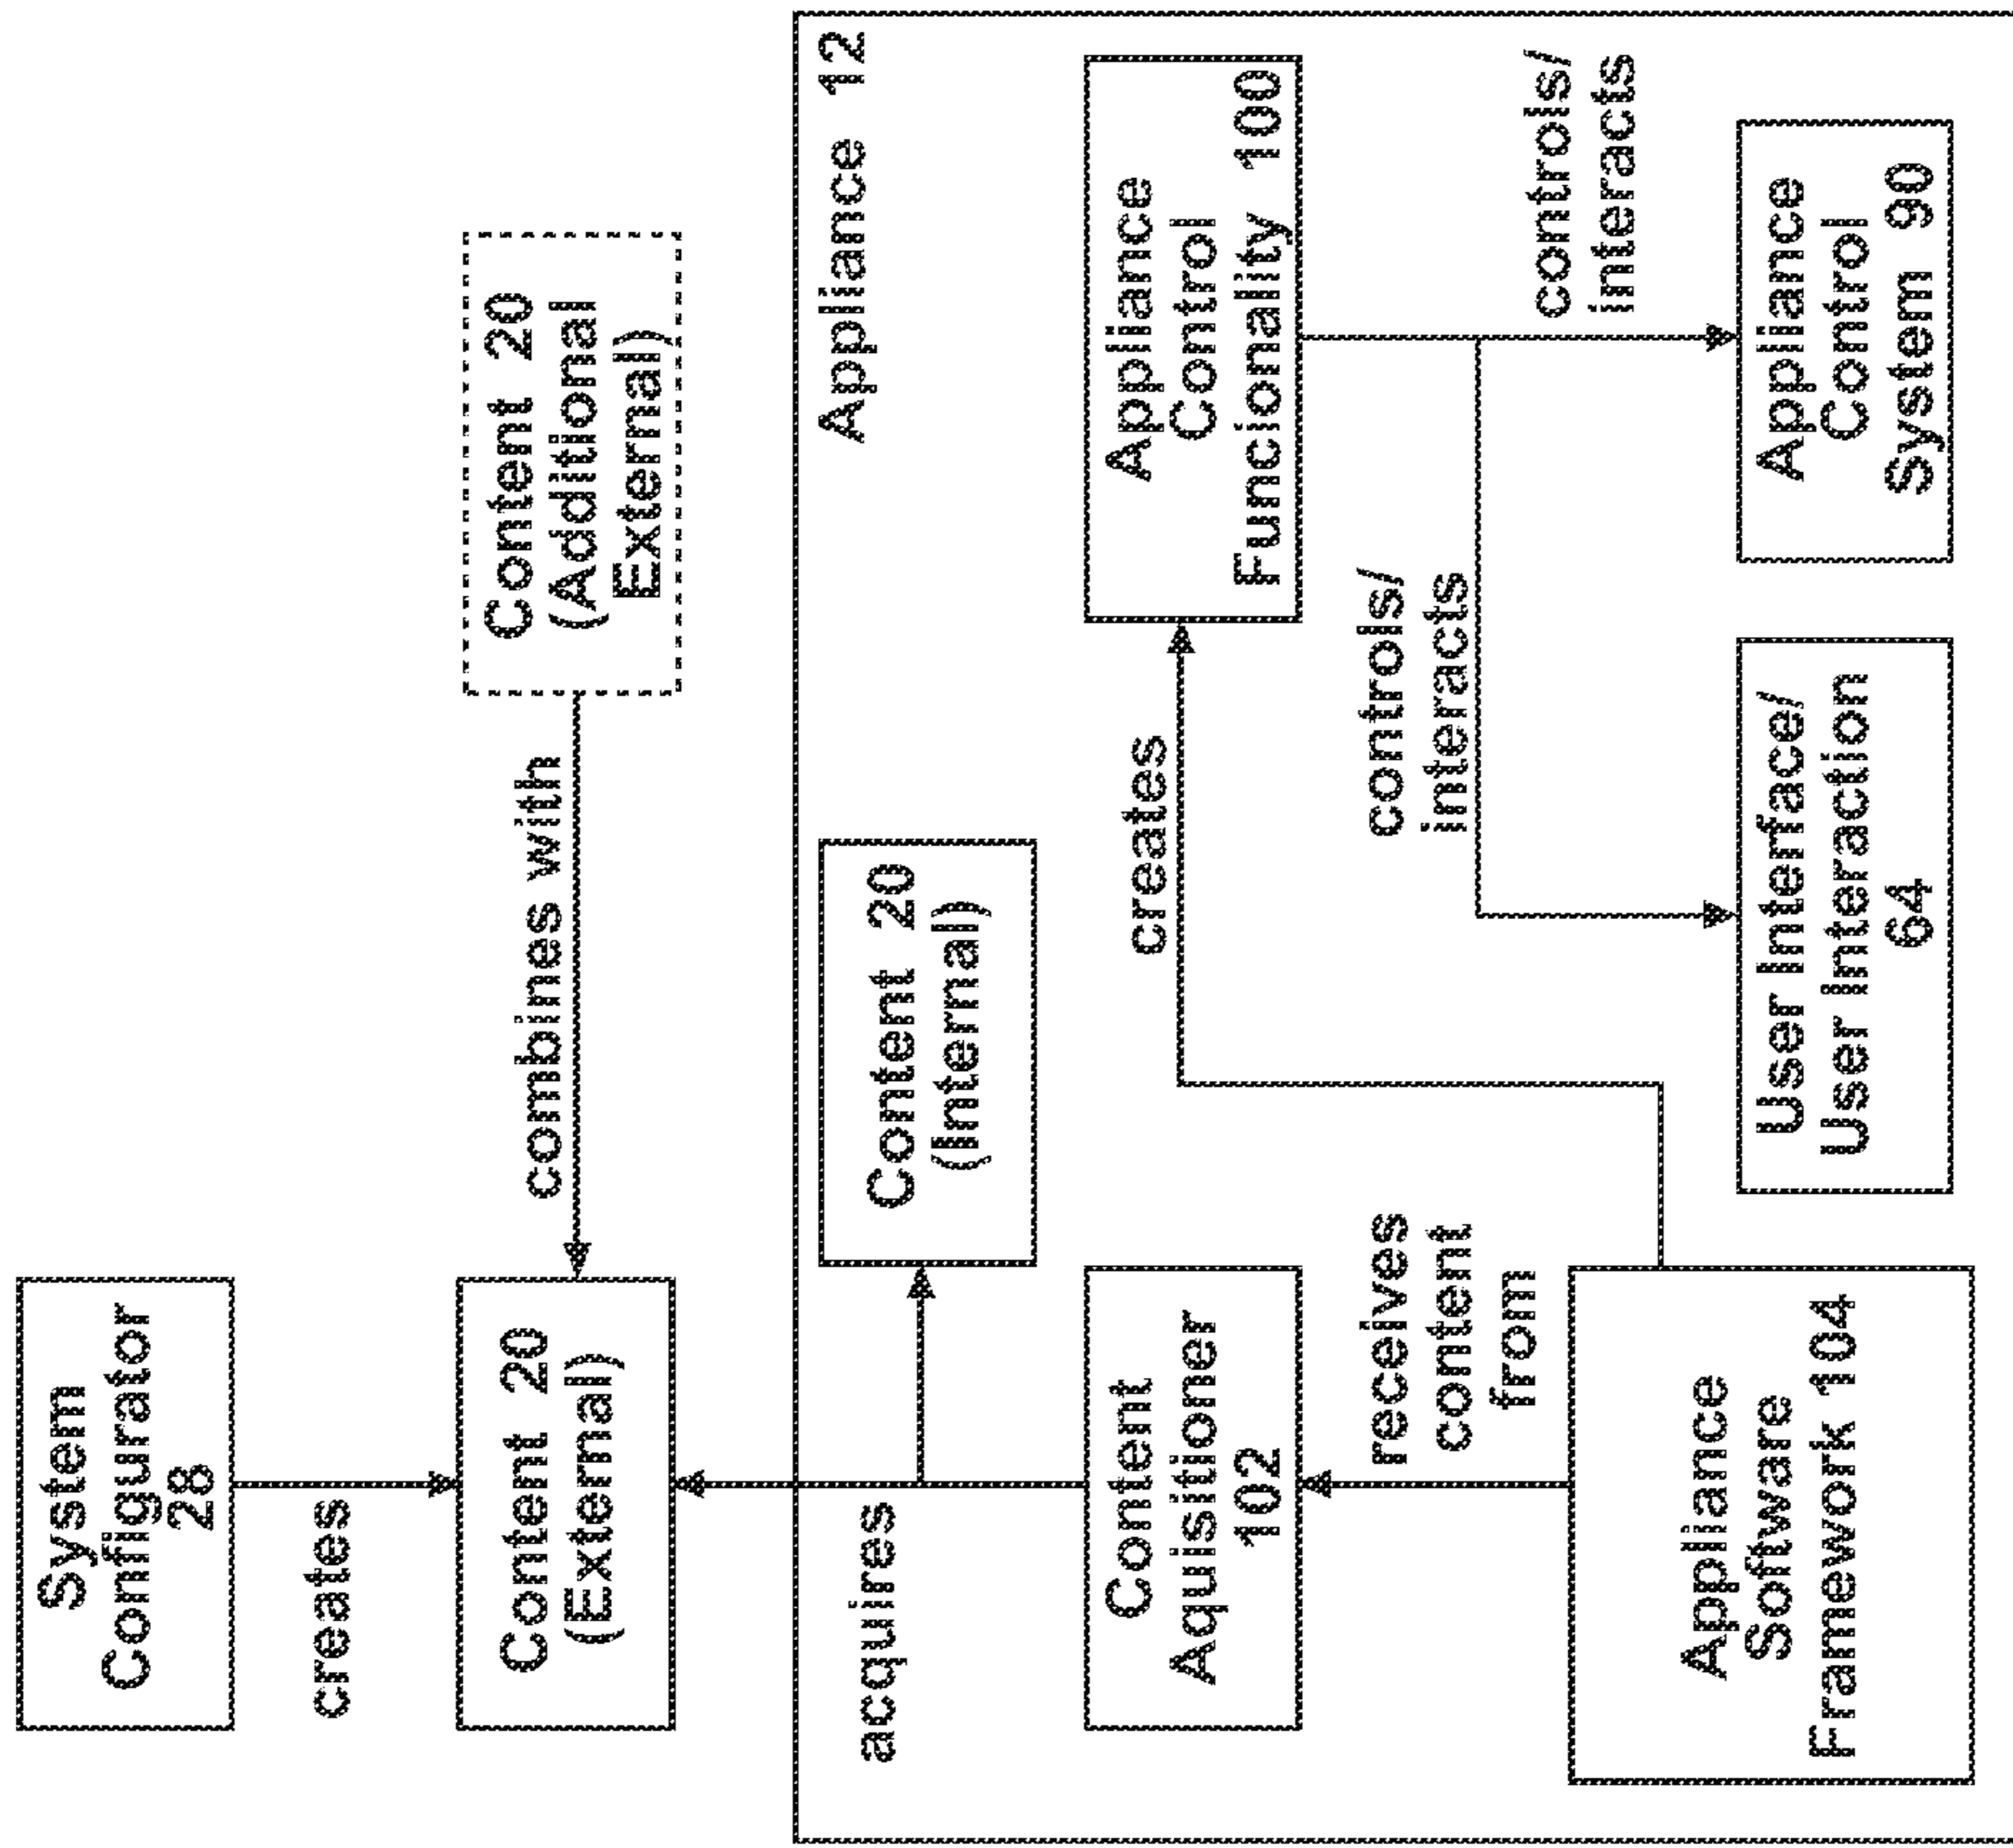 System
Configurator
28
creates
Content 20
(External)
combines with
Content 20
(Additional
External)
Appliance 12
acquires
Content 20
(Internal)
Content
Aquisitioner
102
receives
content
from
Appliance
Software
Framework 104
creates
Appliance
Control
Funcionality 100
controls/
interacts
controls/
interacts
User Interface/
User interaction
64
Appliance
Control
System 90